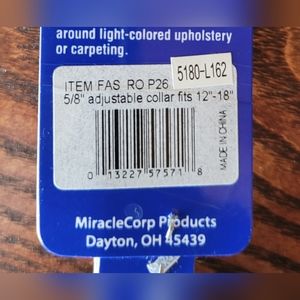 around light-colored upholstery
or carpeting.
5180-L162
ITEM FAS RO P26
5/8" adjustable collar fits 12"-18"
MADE IN CHINA
0 13227 57571 8
MiracleCorp Products
Dayton, OH 45439